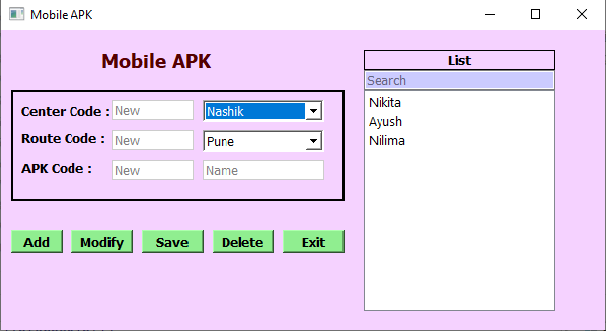 Mobile APK
Mobile APK
Center Code : New Nashik
Route Code : New Pune
APK Code : New Name
Add Modify Save Delete Exit
List
Search
Nikita
Ayush
Nilima